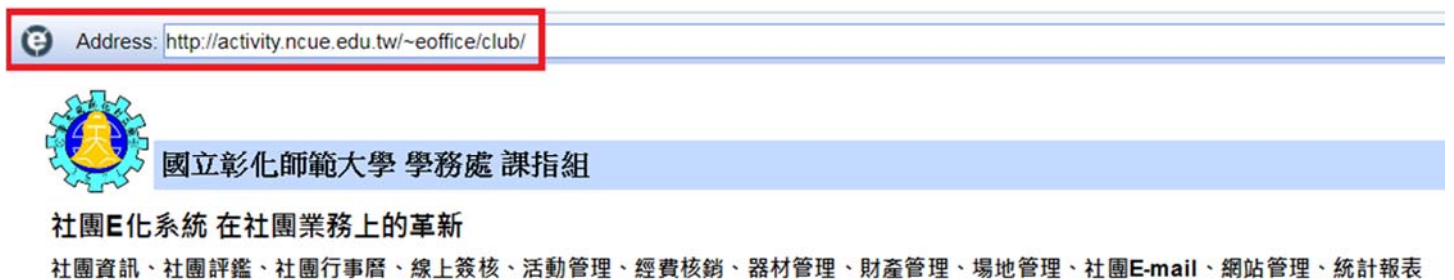 Address: http://activity.ncue.edu.tw/~eoffice/club/
國立彰化師範大學 學務處 課指組
社團E化系統 在社團業務上的革新
社團資訊、社團評鑑、社團行事曆、線上簽核、活動管理、經費核銷、器材管理、財產管理、場地管理、社團E-mail、網站管理、統計報表